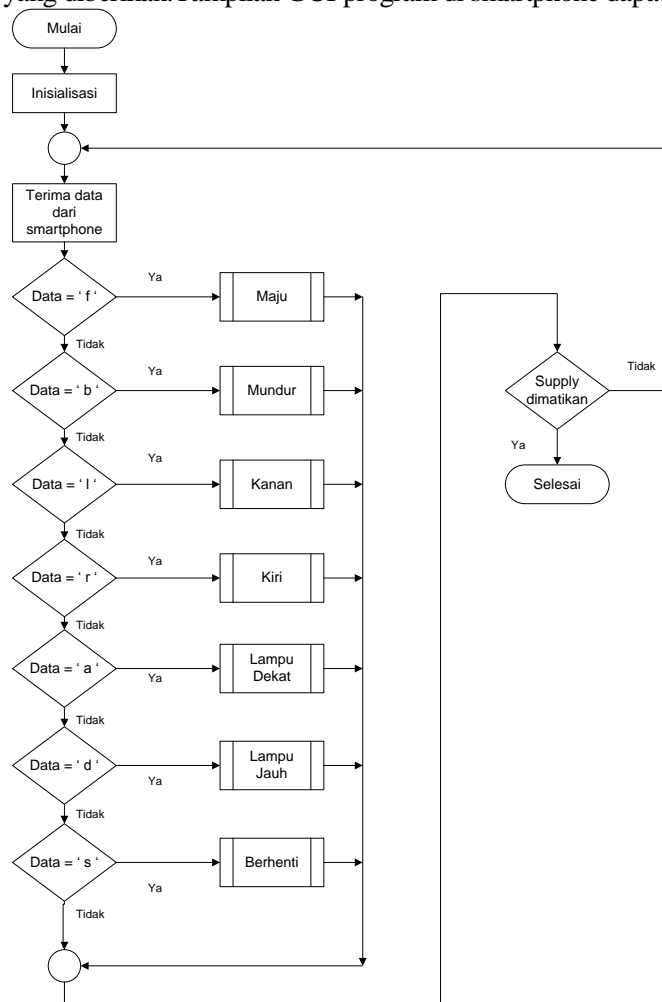 yang diberikan. Tampilan GUI program di smartphone dapat
Mulai
Inisialisasi
Terima data
dari
smartphone
Data = ‘ f ‘
Ya
Maju
Tidak
Data = ‘ b ‘
Ya
Mundur
Tidak
Data = ‘ l ‘
Ya
Kanan
Tidak
Data = ‘ r ‘
Ya
Kiri
Tidak
Data = ‘ a ‘
Ya
Lampu
Dekat
Tidak
Data = ‘ d ‘
Ya
Lampu
Jauh
Tidak
Data = ‘ s ‘
Ya
Berhenti
Tidak
Supply
dimatikan
Tidak
Ya
Selesai